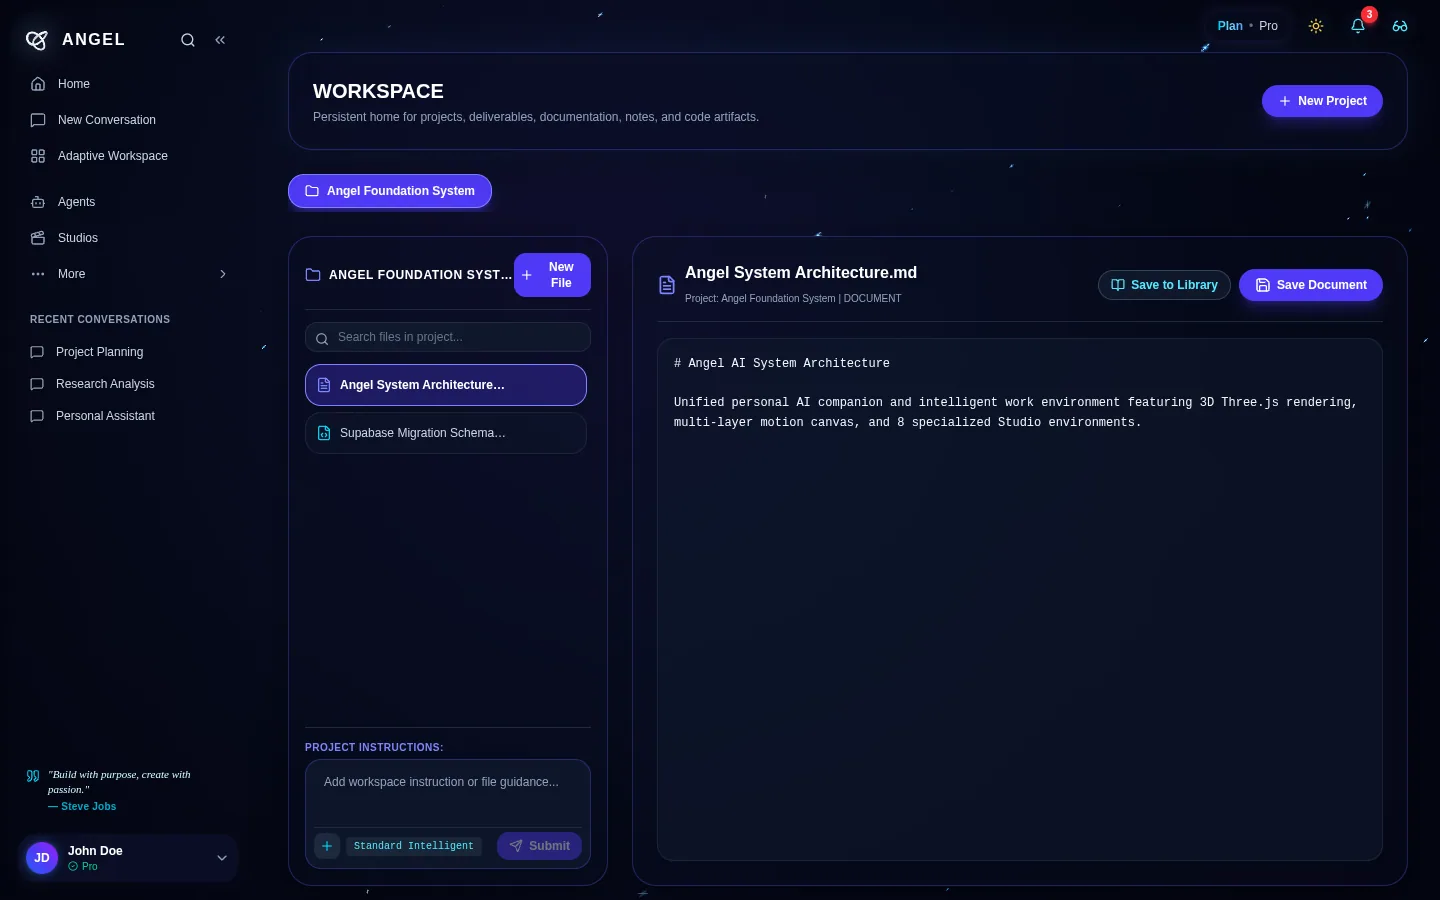 ANGEL
Home
New Conversation
Adaptive Workspace
Agents
Studios
More
RECENT CONVERSATIONS
Project Planning
Research Analysis
Personal Assistant
"Build with purpose, create with
passion."
— Steve Jobs
JD
John Doe
Pro
Plan • Pro
3
WORKSPACE
Persistent home for projects, deliverables, documentation, notes, and code artifacts.
New Project
Angel Foundation System
ANGEL FOUNDATION SYST...
New
File
Search files in project...
Angel System Architecture...
Supabase Migration Schema...
PROJECT INSTRUCTIONS:
Add workspace instruction or file guidance...
Standard Intelligent
Submit
Angel System Architecture.md
Project: Angel Foundation System | DOCUMENT
Save to Library
Save Document
# Angel AI System Architecture
Unified personal AI companion and intelligent work environment featuring 3D Three.js rendering,
multi-layer motion canvas, and 8 specialized Studio environments.